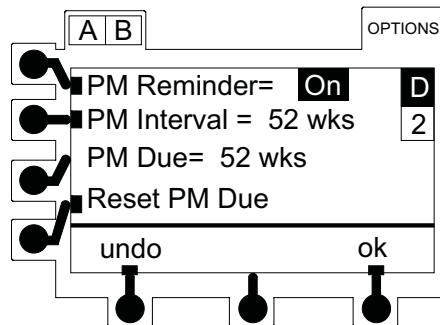 A B
OPTIONS
PM Reminder= On
D
PM Interval = 52 wks
2
PM Due= 52 wks
Reset PM Due
undo ok